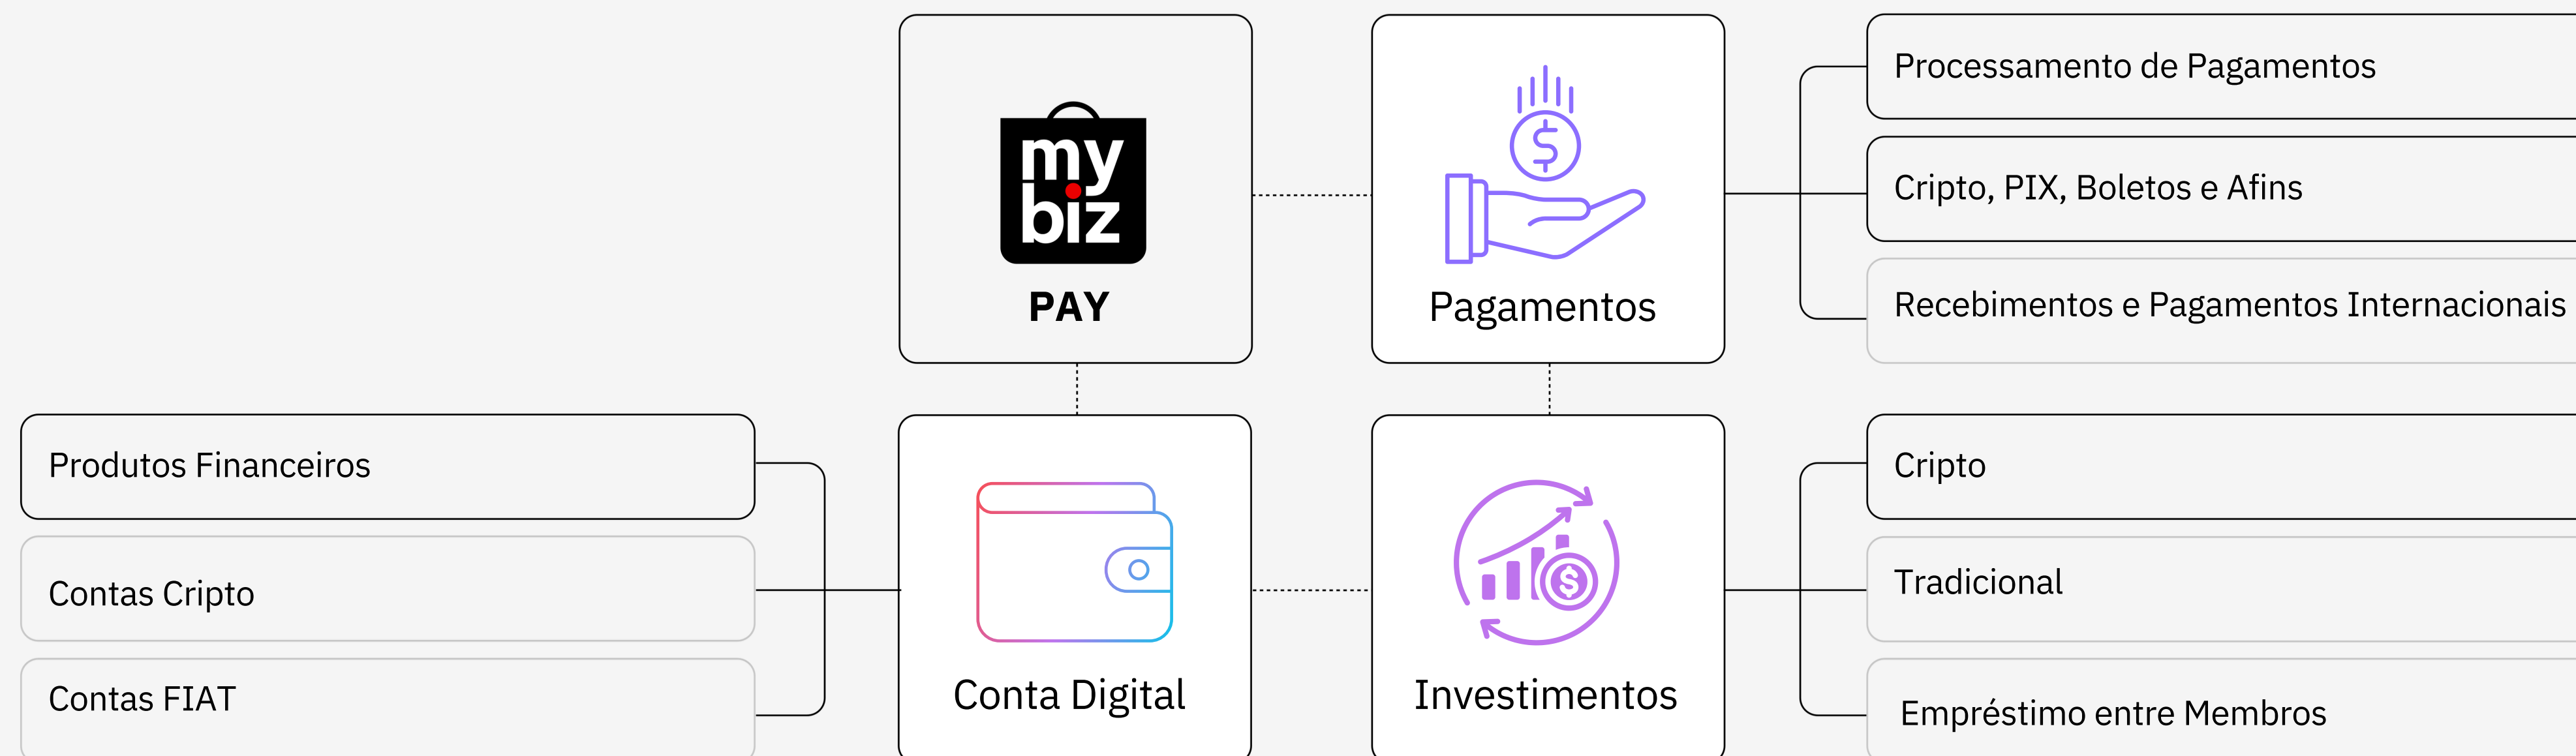 my
biz
PAY
Pagamentos
Processamento de Pagamentos
Cripto, PIX, Boletos e Afins
Recebimentos e Pagamentos Internacionais
Produtos Financeiros
Contas Cripto
Contas FIAT
Conta Digital
Investimentos
Cripto
Tradicional
Empréstimo entre Membros